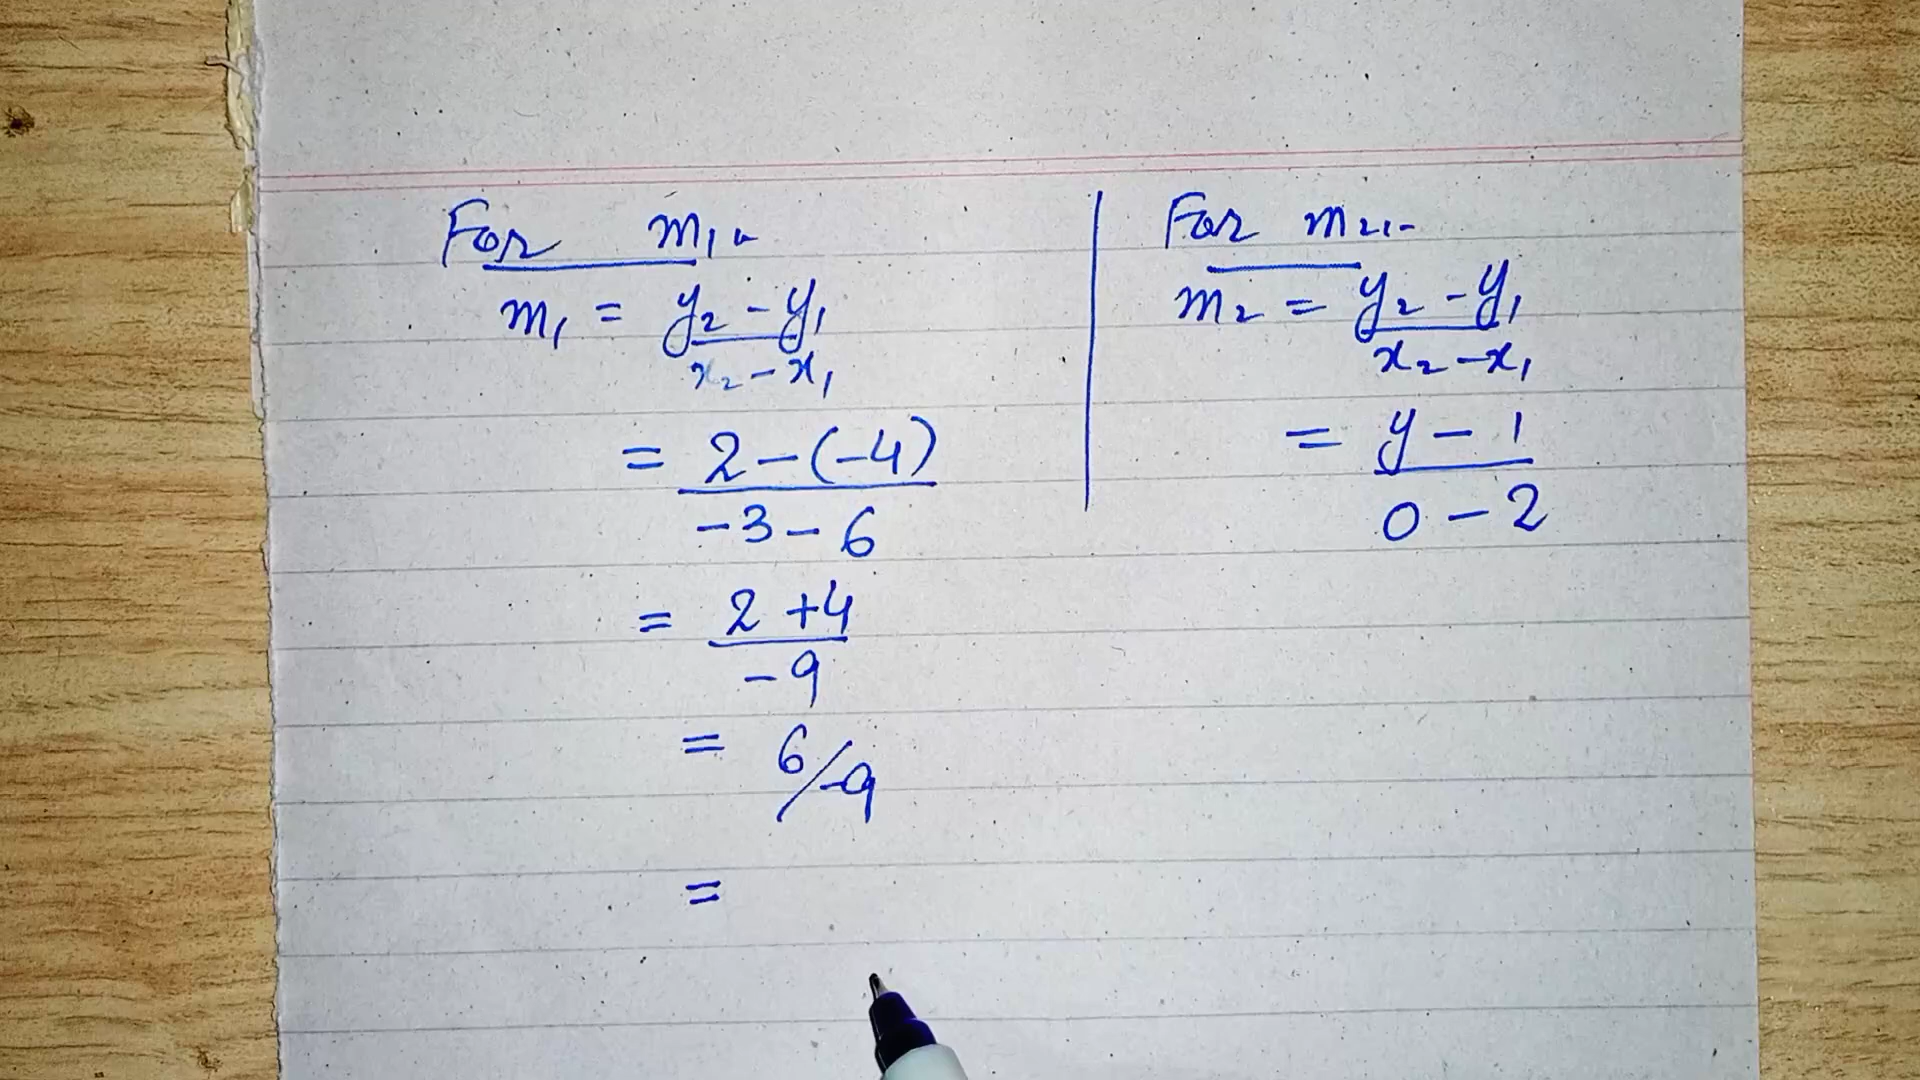 For m₁
m₁ = y₂ - y₁
x₂ - x₁
= 2 - (-4)
-3 - 6
= 2 + 4
-9
= 6/-9
=
For m₂,-
m₂ = y₂ - y₁
x₂ - x₁
= y - 1
0 - 2